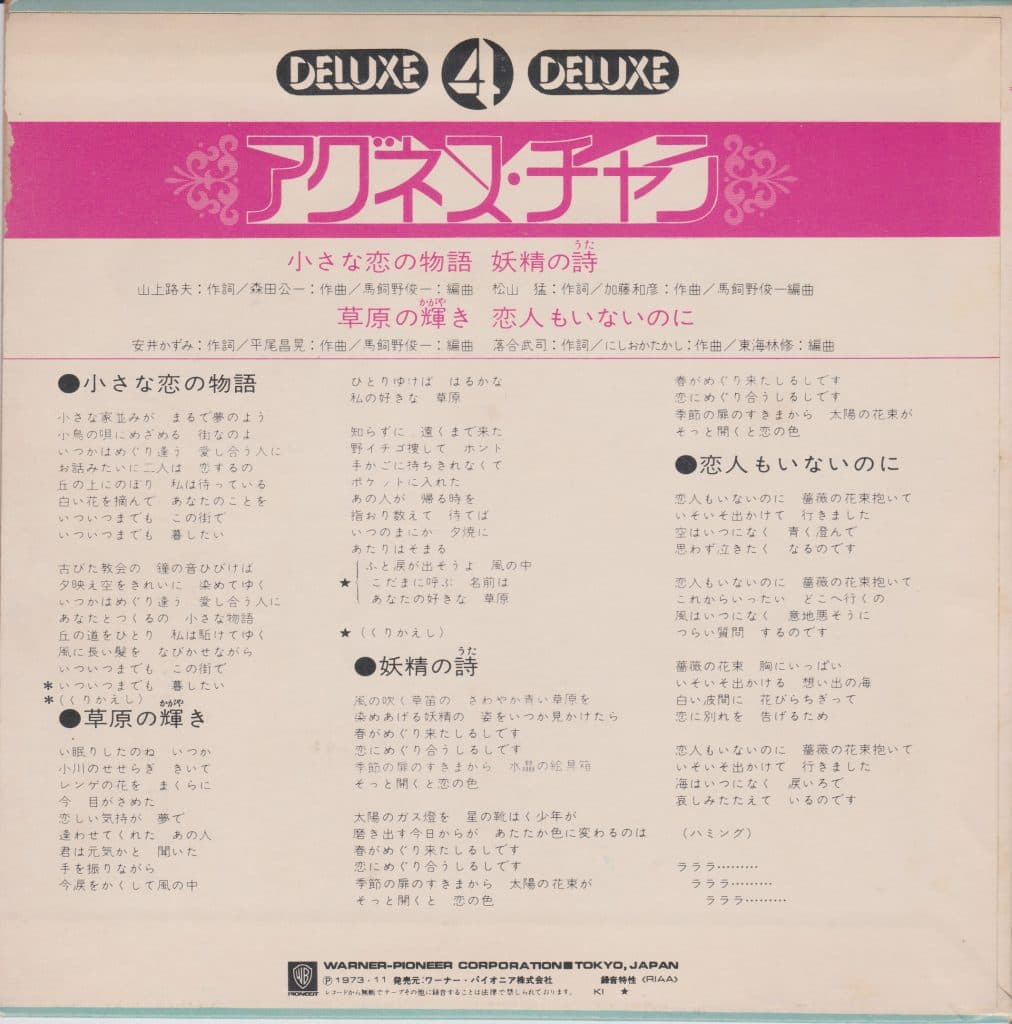 DELUXE 4 DELUXE
アグネス・チャン
小さな恋の物語 妖精の詩
うた
山上路夫:作詞/森田公一:作曲/馬飼野俊一:編曲 松山 猛:作詞/加藤和彦:作曲/馬飼野俊一編曲
草原の輝き 恋人もいないのに
かがや
安井かずみ:作詞/平尾昌晃:作曲/馬飼野俊一:編曲 落合武司:作詞/にしおかたかし:作曲/東海林修:編曲
●小さな恋の物語
小さな家並みが まるで夢のよう
小鳥の唄にめざめる 街なのよ
いつかはめぐり逢う 愛し合う人に
お話みたいに二人は 恋するの
丘の上にのぼり 私は待っている
白い花を摘んで あなたのことを
いついつまでも この街で
いついつまでも 暮したい
古びた教会の 鐘の音ひびけば
夕映え空をきれいに 染めてゆく
いつかはめぐり逢う 愛し合う人に
あなたとつくるの 小さな物語
丘の道をひとり 私は駈けてゆく
風に長い髪を なびかせながら
いついつまでも この街で
*いついつまでも 暮したい
*(くりかえし)
●草原の輝き
かがや
い眠りしたのね いつか
小川のせせらぎ きいて
レンゲの花を まくらに
今 目がさめた
恋しい気持が 夢で
逢わせてくれた あの人
君は元気かと 聞いた
手を振りながら
今涙をかくして風の中
ひとりゆけば はるかな
私の好きな 草原
知らずに 遠くまで来た
野イチゴ捜して ホント
手かごに待ちきれなくて
ポケットに入れた
あの人が 帰る時を
指おり数えて 待てば
いつのまにか 夕焼に
あたりはそまる
ふと涙が出そうよ 風の中
★ こだまに呼ぶ 名前は
あなたの好きな 草原
★(くりかえし)
●妖精の詩
うた
風の吹く草笛の さわやか青い草原を
染めあげる妖精の 姿をいつか見かけたら
春がめぐり来たしるしです
恋にめぐり合うしるしです
季節の扉のすきまから 水晶の絵具箱
そっと開くと恋の色
太陽のガス燈を 星の靴はく少年が
磨き出す今日からが あたたか色に変わるのは
春がめぐり来たしるしです
恋にめぐり合うしるしです
季節の扉のすきまから 太陽の花束が
そっと開くと 恋の色
春がめぐり来たしるしです
恋にめぐり合うしるしです
季節の扉のすきまから 太陽の花束が
そっと開くと恋の色
●恋人もいないのに
恋人もいないのに 薔薇の花束抱いて
いそいそ出かけて 行きました
空はいつになく 青く澄んで
思わず泣きたく なるのです
恋人もいないのに 薔薇の花束抱いて
これからいったい どこへ行くの
風はいつになく 意地悪そうに
つらい質問 するのです
薔薇の花束 胸にいっぱい
いそいそ出かける 想い出の海
白い波間に 花びらちぎって
恋に別れを 告げるため
恋人もいないのに 薔薇の花束抱いて
いそいそ出かけて 行きました
海はいつになく 涙いろで
哀しみたたえて いるのです
(ハミング)
ラララ………
ラララ………
ラララ………
WB PIONEER
WARNER-PIONEER CORPORATION■TOKYO, JAPAN
Ⓟ1973・11 発売元:ワーナー・パイオニア株式会社 録音特性(RIAA)
レコードから無断でテープその他に録音することは法律で禁じられております。 KI ★